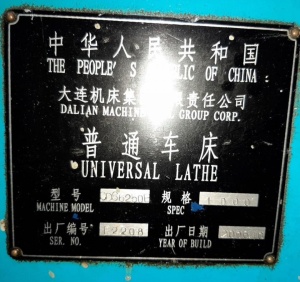 中华人民共和国
THE PEOPLE'S LIC OF CHINA
大连机床集 责任公司
DALIAN MACHINE GROUP CORP.
普通车床
UNIVERSAL LATHE
型号 规格
MACHINE MODEL SPEC
出厂编号 出厂日期
SER. NO. YEAR OF BUILD